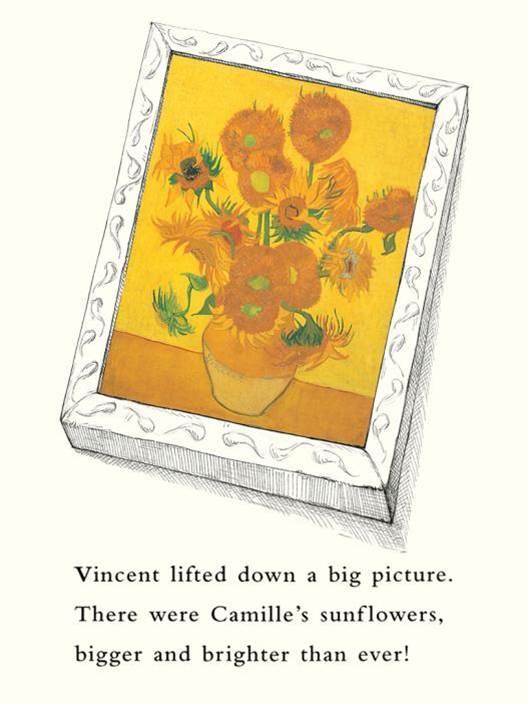 Vincent lifted down a big picture.
There were Camille's sunflowers,
bigger and brighter than ever!